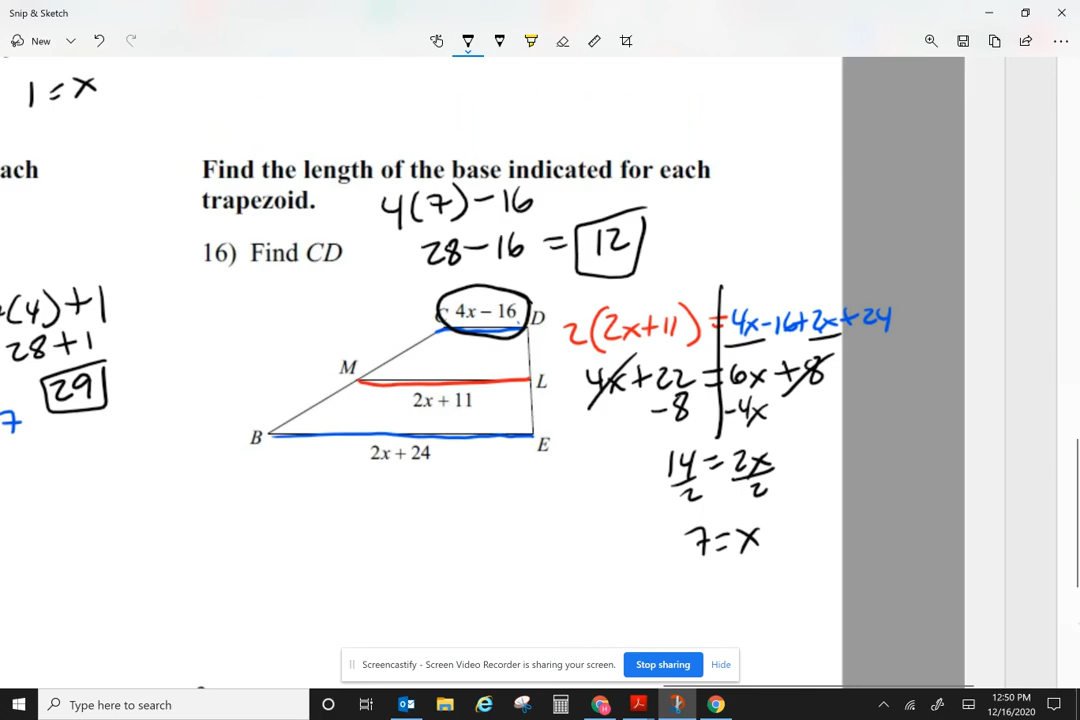 Snip & Sketch
New
1 = x
ach
Find the length of the base indicated for each
trapezoid.
4(7) - 16
16) Find CD
28 - 16 = 12
(4) + 1
28 + 1
29
7
4x – 16
D
2(2x+11) = 4x-16+2x+24
M
L
4x + 22 = 6x + 8
2x + 11
-8 -4x
B
E
2x + 24
14 = 2x
2 2
7 = x
Screencastify - Screen Video Recorder is sharing your screen.
Stop sharing
Hide
Type here to search
12:50 PM
12/16/2020